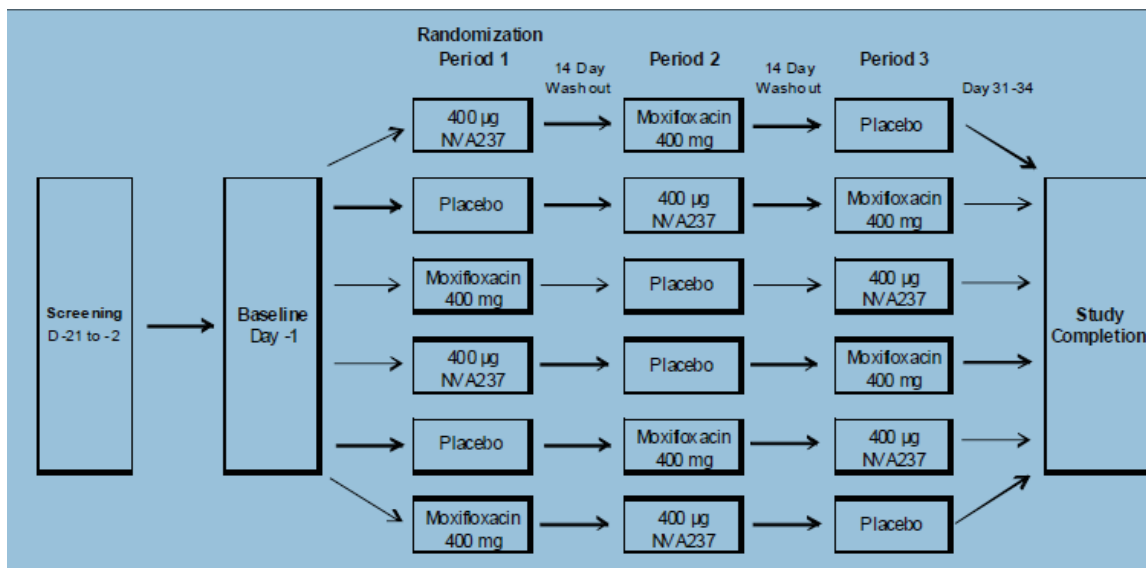 Randomization
Period 1
14 Day
Washout
Period 2
14 Day
Washout
Period 3
Day 31-34
400 µg
NVA237
Moxifloxacin
400 mg
Placebo
Placebo
400 µg
NVA237
Moxifloxacin
400 mg
Screening
D-21 to -2
Baseline
Day -1
Moxifloxacin
400 mg
Placebo
400 µg
NVA237
Study
Completion
400 µg
NVA237
Placebo
Moxifloxacin
400 mg
Placebo
Moxifloxacin
400 mg
400 µg
NVA237
Moxifloxacin
400 mg
400 µg
NVA237
Placebo